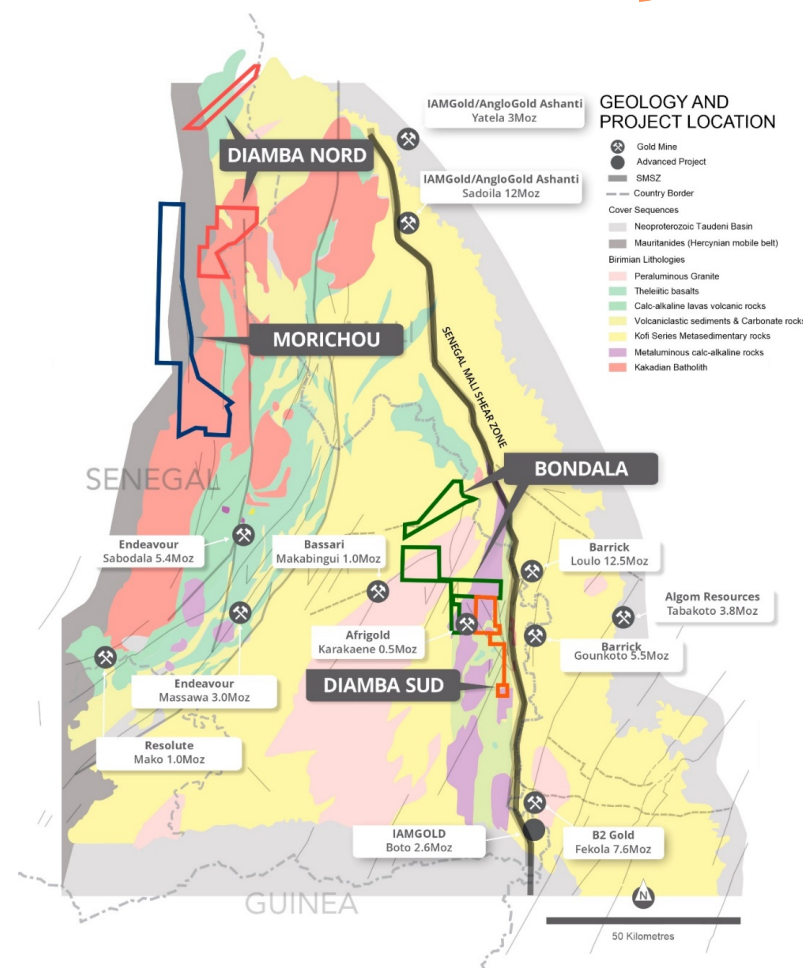 IAMGold/AngloGold Ashanti
Yatela 3Moz
GEOLOGY AND
PROJECT LOCATION
Gold Mine
Advanced Project
SMSZ
Country Border
Cover Sequences
Neoproterozoic Taudeni Basin
Mauritanides (Hercynian mobile belt)
Birimian Lithologies
Peraluminous Granite
Theleiitic basalts
Calc-alkaline lavas volcanic rocks
Volcaniclastic sediments & Carbonate rocks
Kofi Series Metasedimentary rocks
Metaluminous calc-alkaline rocks
Kakadian Batholith
DIAMBA NORD
IAMGold/AngloGold Ashanti
Sadoila 12Moz
MORICHOU
SENEGAL MALI SHEAR ZONE
SENEGAL
BONDALA
Endeavour
Sabodala 5.4Moz
Bassari
Makabingui 1.0Moz
Barrick
Loulo 12.5Moz
Algom Resources
Tabakoto 3.8Moz
Afrigold
Karakaene 0.5Moz
Barrick
Gounkoto 5.5Moz
Endeavour
Massawa 3.0Moz
DIAMBA SUD
Resolute
Mako 1.0Moz
IAMGOLD
Boto 2.6Moz
B2 Gold
Fekola 7.6Moz
GUINEA
N
50 Kilometres